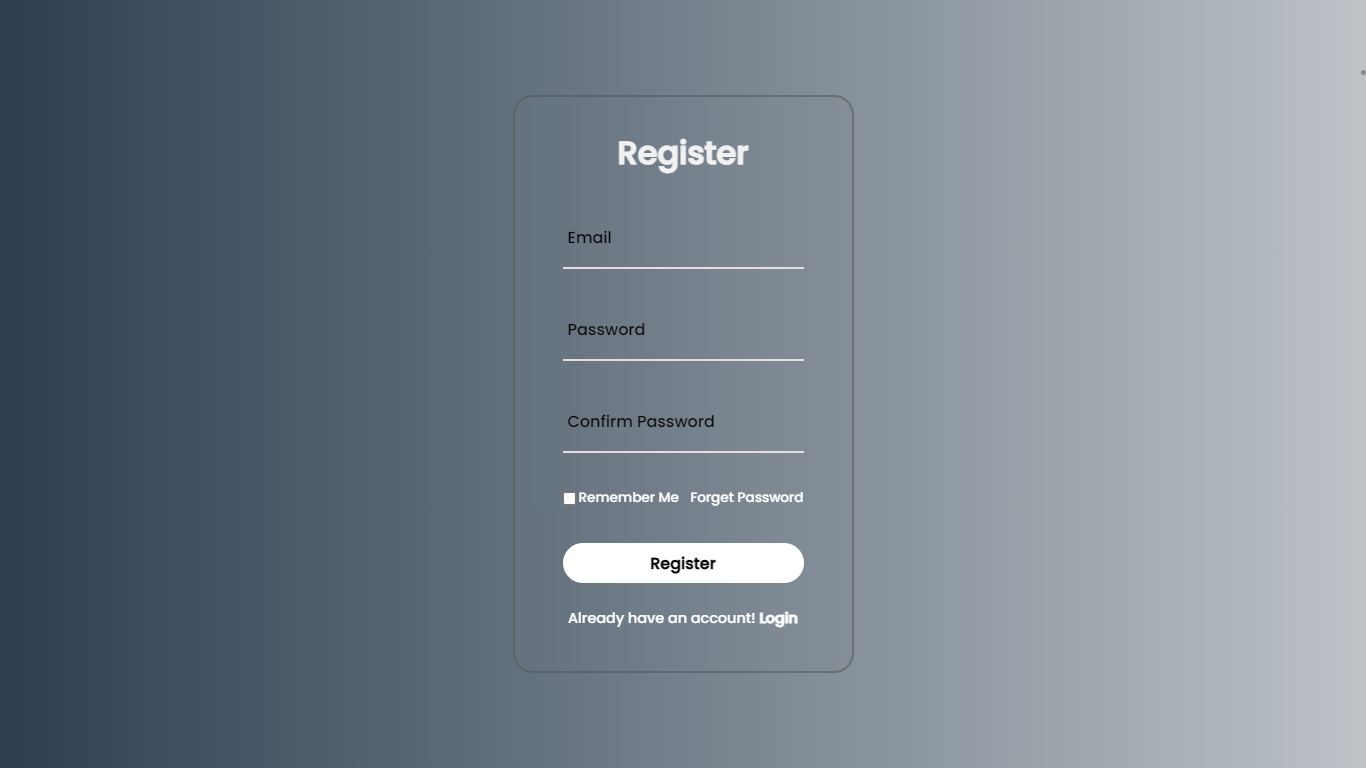 Register
Email
Password
Confirm Password
Remember Me Forget Password
Register
Already have an account! Login